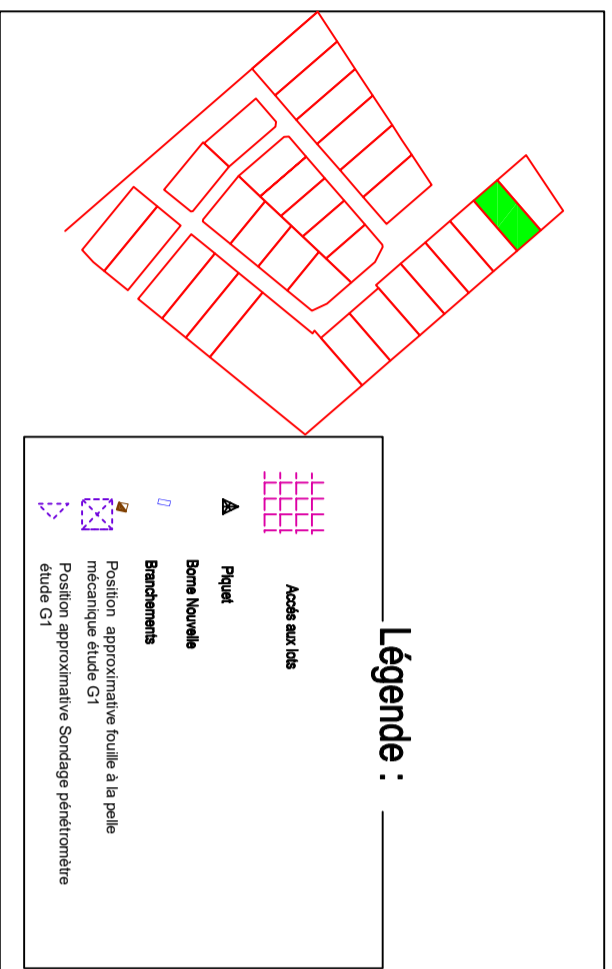 Légende :
Accés aux lots
Piquet
Borne Nouvelle
Branchements
Position approximative fouille à la pelle
mécanique étude G1
Position approximative Sondage pénétromètre
étude G1